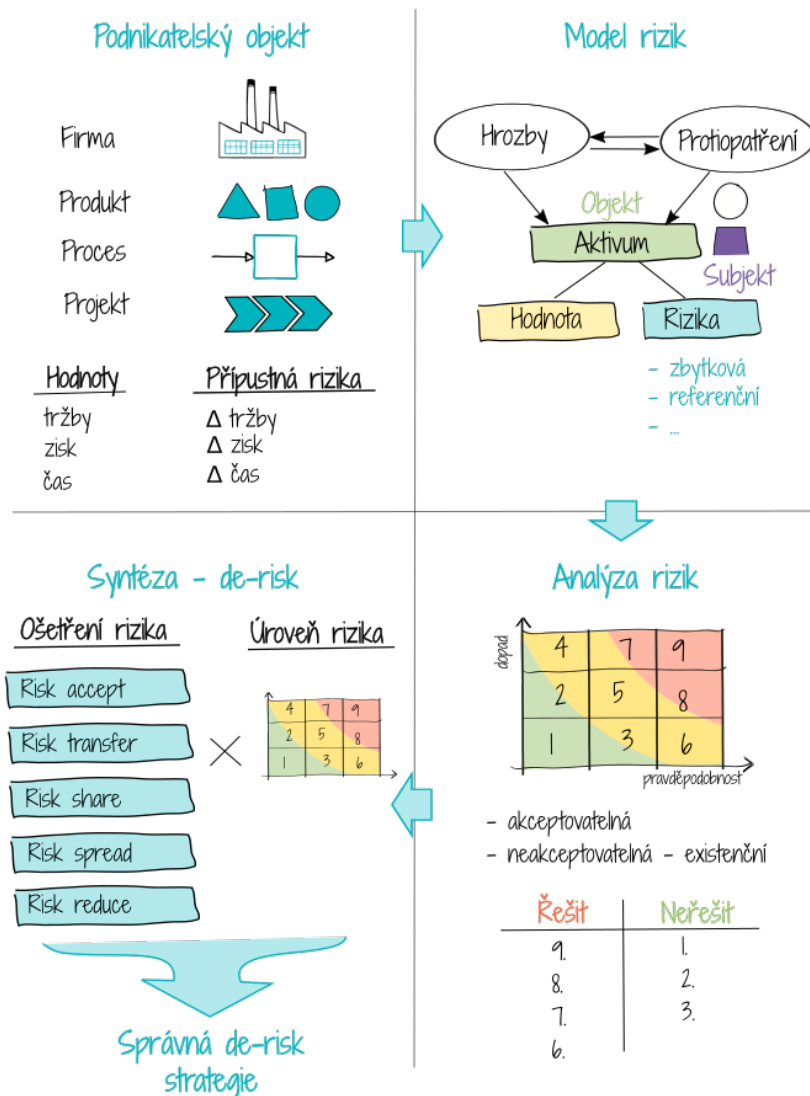 Podnikatelský objekt
Firma
Produkt
Proces
Projekt
Hodnoty
Přípustná rizika
tržby
Δ tržby
zisk
Δ zisk
čas
Δ čas
Model rizik
Hrozby
Protiopatření
Objekt
Aktivum
Subjekt
Hodnota
Rizika
- zbytková
- referenční
- ...
Analýza rizik
dopad
4 7 9
2 5 8
1 3 6
pravděpodobnost
- akceptovatelná
- neakceptovatelná - existenční
Řešit
Neřešit
9.
1.
8.
2.
7.
3.
6.
Syntéza - de-risk
Ošetření rizika
Úroveň rizika
Risk accept
Risk transfer
Risk share
Risk spread
Risk reduce
4 7 9
2 5 8
1 3 6
Správná de-risk
strategie